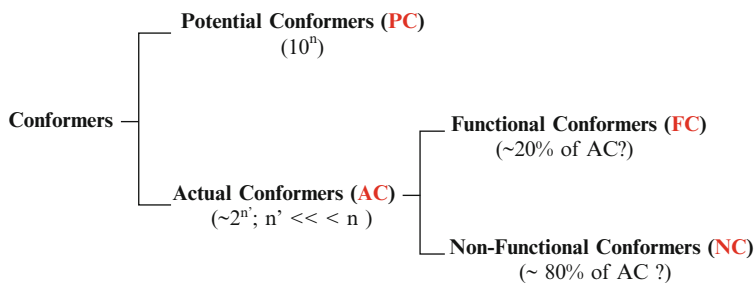 Potential Conformers (PC)
(10ⁿ)
Conformers
Functional Conformers (FC)
(~20% of AC?)
Actual Conformers (AC)
(~2ⁿ'; n' << < n )
Non-Functional Conformers (NC)
(~ 80% of AC ?)